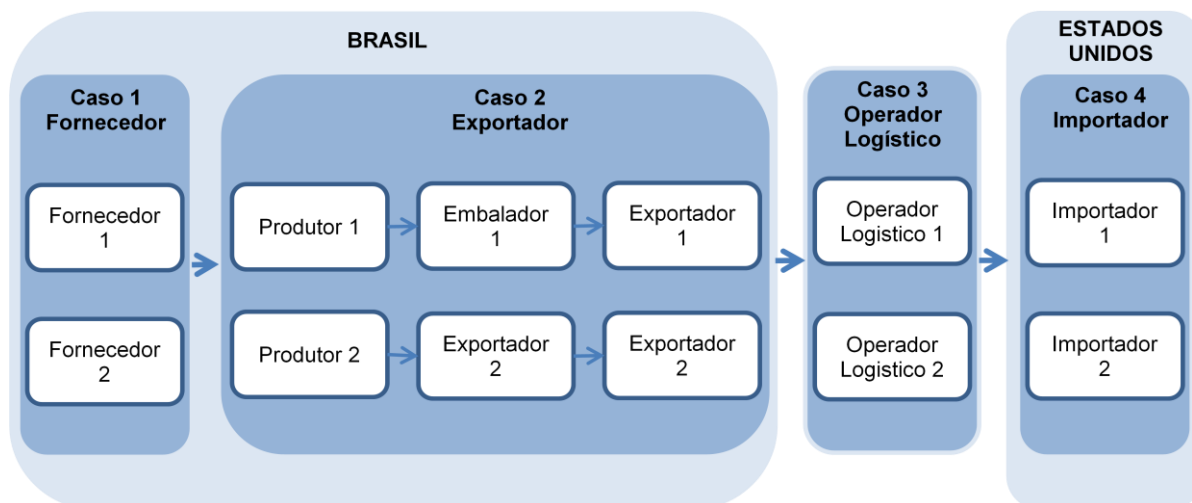 BRASIL
ESTADOS
UNIDOS
Caso 1
Fornecedor
Caso 2
Exportador
Caso 3
Operador
Logístico
Caso 4
Importador
Fornecedor
1
Produtor 1
Embalador
1
Exportador
1
Operador
Logistico 1
Importador
1
Fornecedor
2
Produtor 2
Exportador
2
Exportador
2
Operador
Logistico 2
Importador
2